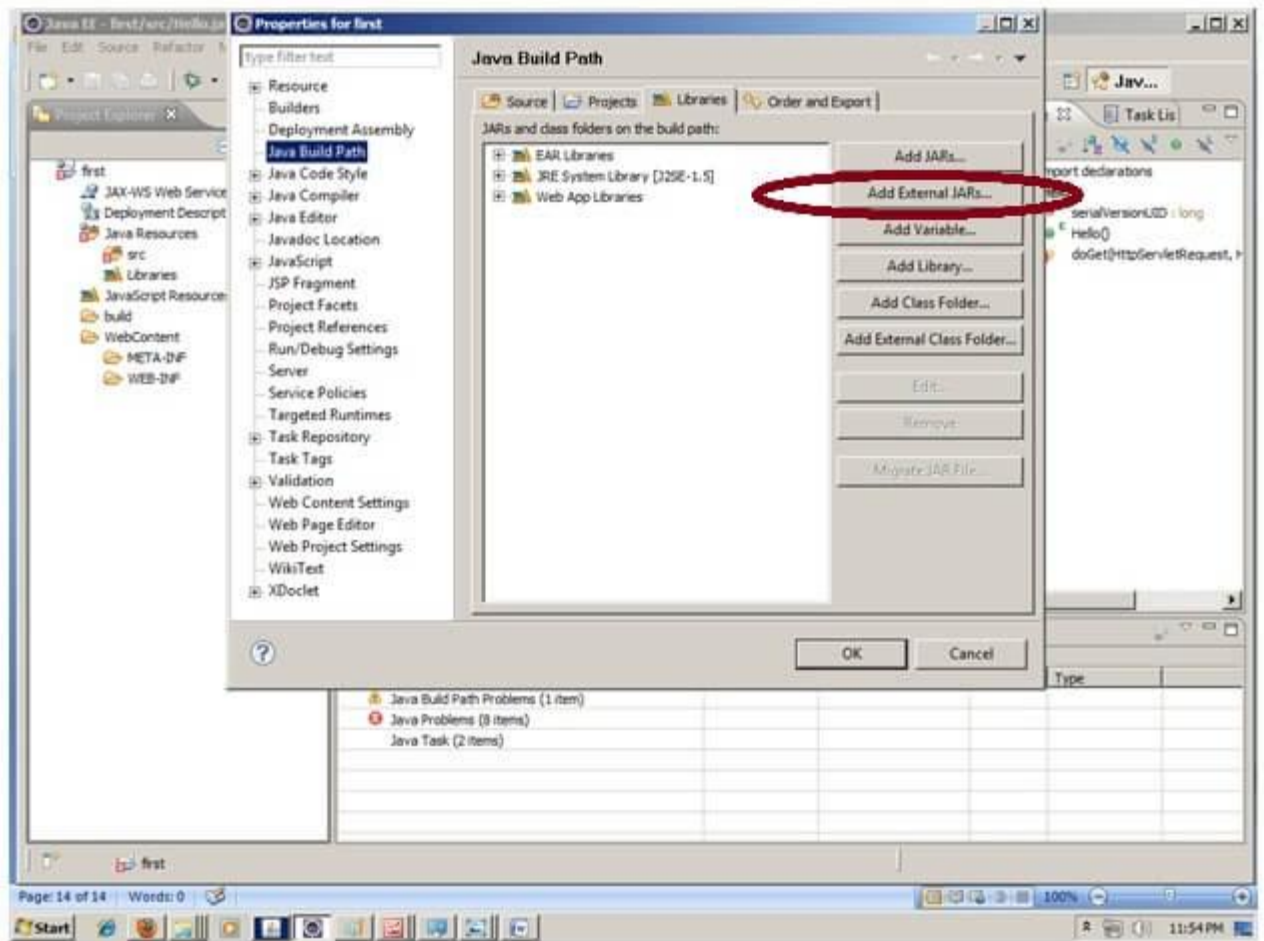 Java EE - first/src/Hello.ja
File Edit Source Refactor
Project Explorer
first
JAX-WS Web Service
Deployment Descript
Java Resources
src
Libraries
JavaScript Resource
build
WebContent
META-INF
WEB-INF
Properties for first
type filter text
Resource
Builders
Deployment Assembly
Java Build Path
Java Code Style
Java Compiler
Java Editor
Javadoc Location
JavaScript
JSP Fragment
Project Facets
Project References
Run/Debug Settings
Server
Service Policies
Targeted Runtimes
Task Repository
Task Tags
Validation
Web Content Settings
Web Page Editor
Web Project Settings
WikiText
XDoclet
Java Build Path
Source Projects Libraries Order and Export
JARs and class folders on the build path:
EAR Libraries
JRE System Library [J2SE-1.5]
Web App Libraries
Add JARs...
Add External JARs...
Add Variable...
Add Library...
Add Class Folder...
Add External Class Folder...
Edit...
Remove
Migrate JAR File...
OK Cancel
Jav...
Task Lis
mport declarations
serialVersionUID : long
Hello()
doGet(HttpServletRequest, H
Type
Java Build Path Problems (1 item)
Java Problems (8 items)
Java Task (2 items)
first
Page: 14 of 14 Words: 0 100%
Start 11:54 PM